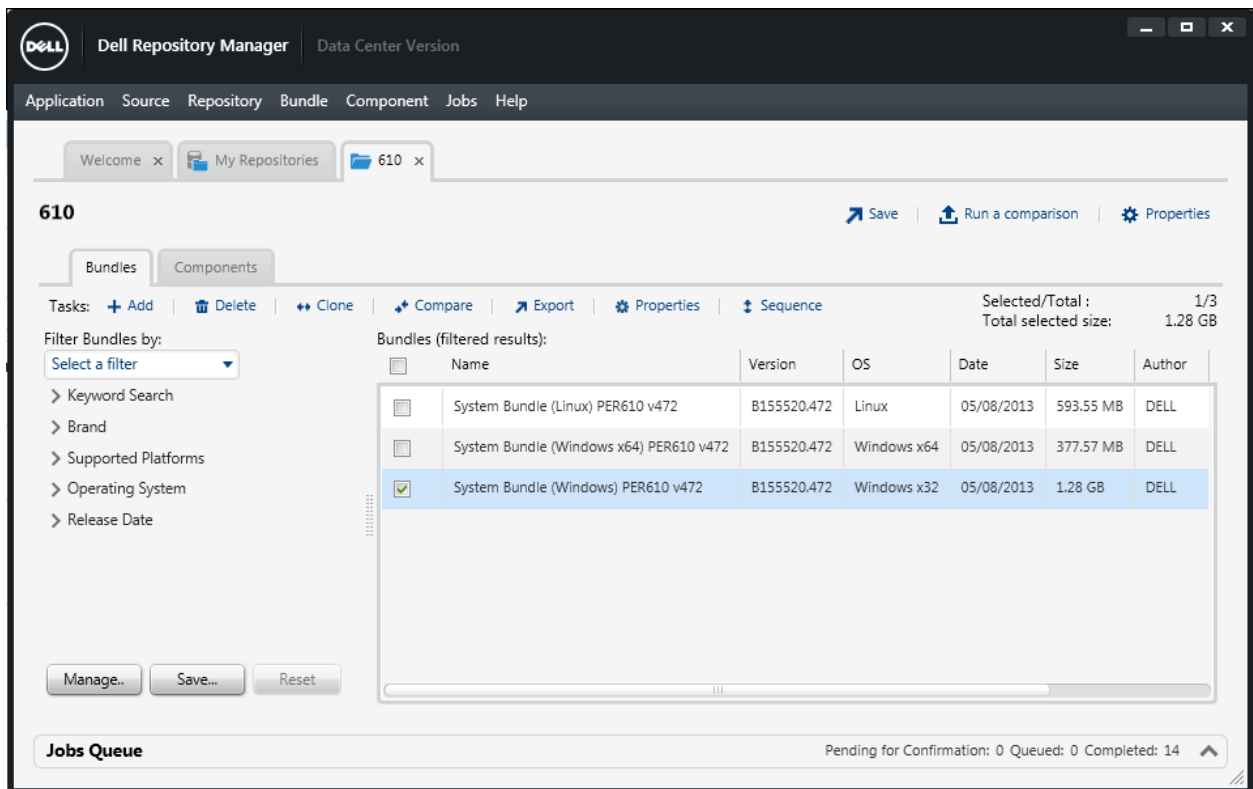 DELL Dell Repository Manager Data Center Version
Application Source Repository Bundle Component Jobs Help
Welcome x My Repositories 610 x
610 Save Run a comparison Properties
Bundles Components
Tasks: Add Delete Clone Compare Export Properties Sequence Selected/Total : 1/3
Total selected size: 1.28 GB
Filter Bundles by: Bundles (filtered results):
Select a filter Name Version OS Date Size Author
Keyword Search
System Bundle (Linux) PER610 v472 B155520.472 Linux 05/08/2013 593.55 MB DELL
Brand
System Bundle (Windows x64) PER610 v472 B155520.472 Windows x64 05/08/2013 377.57 MB DELL
Supported Platforms
Operating System System Bundle (Windows) PER610 v472 B155520.472 Windows x32 05/08/2013 1.28 GB DELL
Release Date
Manage.. Save... Reset
Jobs Queue Pending for Confirmation: 0 Queued: 0 Completed: 14